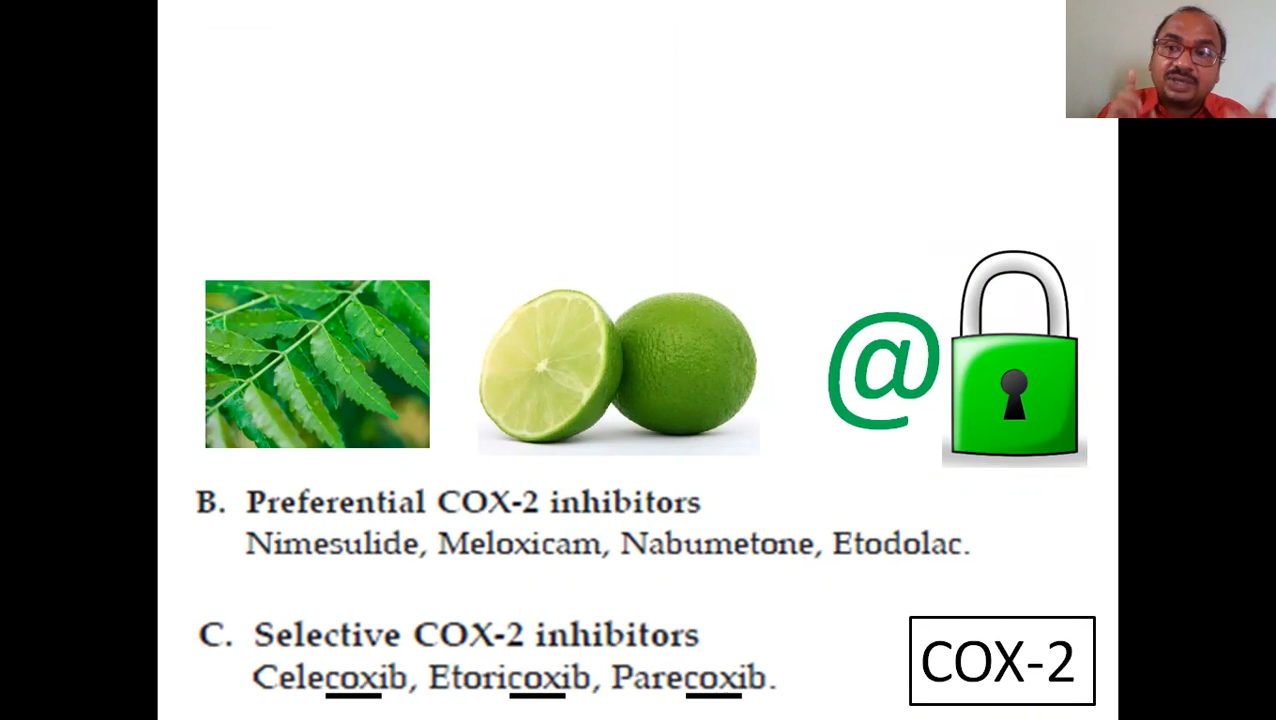 @
B. Preferential COX-2 inhibitors
Nimesulide, Meloxicam, Nabumetone, Etodolac.
C. Selective COX-2 inhibitors
Celecoxib, Etoricoxib, Parecoxib.
COX-2